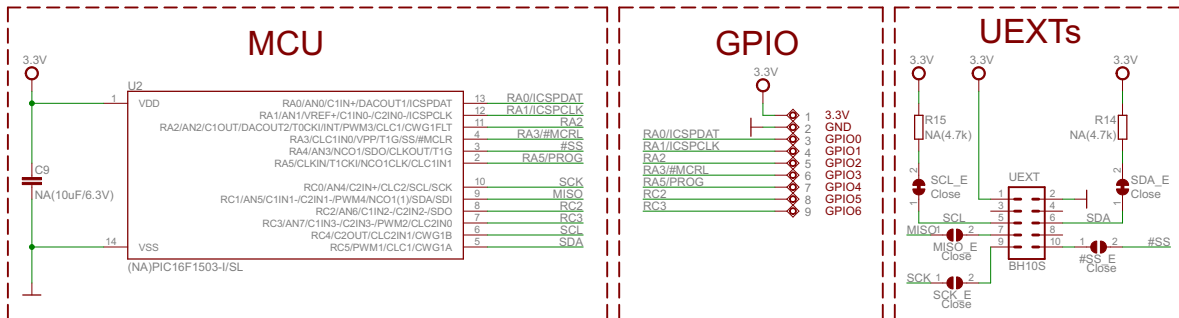 MCU
3.3V
U2
1
VDD
14
VSS
C9
NA(10uF/6.3V)
(NA)PIC16F1503-I/SL
RA0/AN0/C1IN+/DACOUT1/ICSPDAT 13 RA0/ICSPDAT
RA1/AN1/VREF+/C1IN0-/C2IN0-/ICSPCLK 12 RA1/ICSPCLK
RA2/AN2/C1OUT/DACOUT2/T0CKI/INT/PWM3/CLC1/CWG1FLT 11 RA2
RA3/CLC1IN0/VPP/T1G/SS/#MCLR 4 RA3/#MCRL
RA4/AN3/NCO1/SDO/CLKOUT/T1G 3 #SS
RA5/CLKIN/T1CKI/NCO1CLK/CLC1IN1 2 RA5/PROG
RC0/AN4/C2IN+/CLC2/SCL/SCK 10 SCK
RC1/AN5/C1IN1-/C2IN1-/PWM4/NCO1(1)/SDA/SDI 9 MISO
RC2/AN6/C1IN2-/C2IN2-/SDO 8 RC2
RC3/AN7/C1IN3-/C2IN3-/PWM2/CLC2IN0 7 RC3
RC4/C2OUT/CLC2IN1/CWG1B 6 SCL
RC5/PWM1/CLC1/CWG1A 5 SDA
GPIO
3.3V
1 3.3V
2 GND
RA0/ICSPDAT 3 GPIO0
RA1/ICSPCLK 4 GPIO1
RA2 5 GPIO2
RA3/#MCRL 6 GPIO3
RA5/PROG 7 GPIO4
RC2 8 GPIO5
RC3 9 GPIO6
UEXTs
3.3V 3.3V 3.3V
R15
NA(4.7k)
R14
NA(4.7k)
2
SCL_E
Close
1
UEXT
2
SDA_E
Close
1
1 2
3 4
SCL 5 6 SDA
7 8
9 10
BH10S
MISO 1 2
MISO_E
Close
1 2 #SS
#SS_E
Close
SCK 1 2
SCK_E
Close